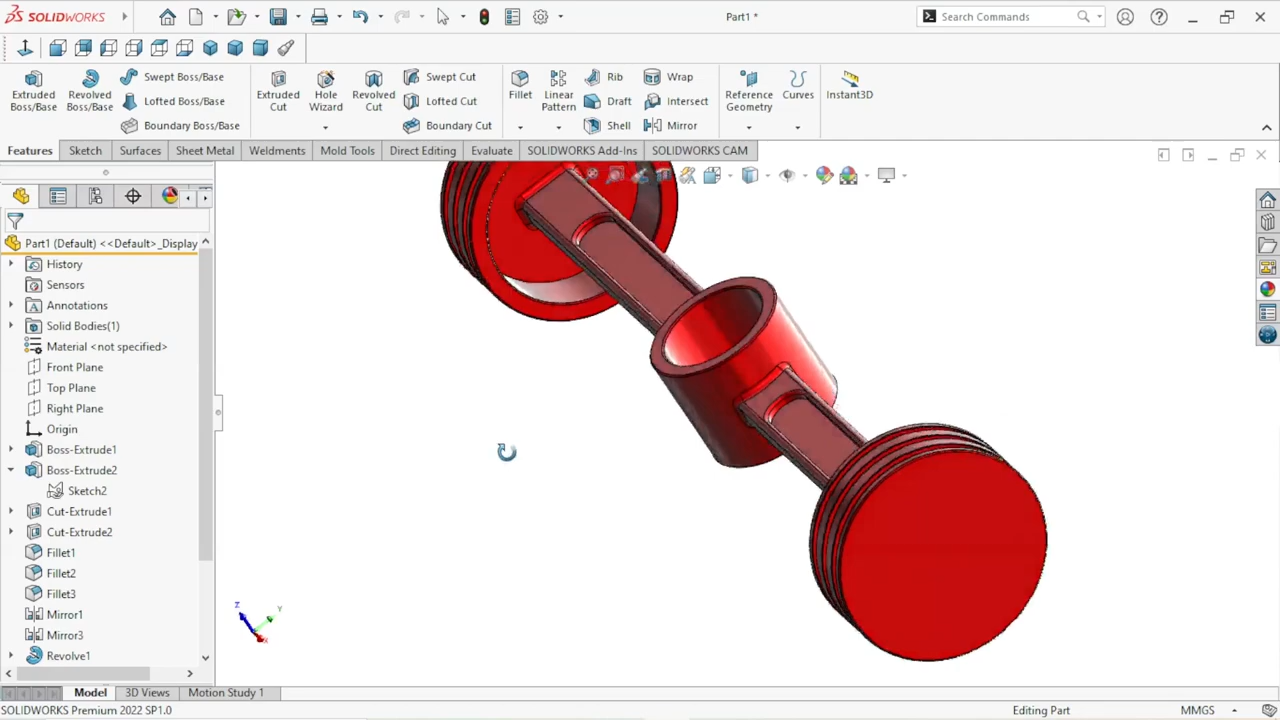 SOLIDWORKS
Part1 *
Search Commands
Extruded Boss/Base
Revolved Boss/Base
Swept Boss/Base
Lofted Boss/Base
Boundary Boss/Base
Extruded Cut
Hole Wizard
Revolved Cut
Swept Cut
Lofted Cut
Boundary Cut
Fillet
Linear Pattern
Rib
Draft
Shell
Wrap
Intersect
Mirror
Reference Geometry
Curves
Instant3D
Features
Sketch
Surfaces
Sheet Metal
Weldments
Mold Tools
Direct Editing
Evaluate
SOLIDWORKS Add-Ins
SOLIDWORKS CAM
Part1 (Default) <<Default>_Display
History
Sensors
Annotations
Solid Bodies(1)
Material <not specified>
Front Plane
Top Plane
Right Plane
Origin
Boss-Extrude1
Boss-Extrude2
Sketch2
Cut-Extrude1
Cut-Extrude2
Fillet1
Fillet2
Fillet3
Mirror1
Mirror3
Revolve1
Z
Y
X
Model
3D Views
Motion Study 1
SOLIDWORKS Premium 2022 SP1.0
Editing Part
MMGS